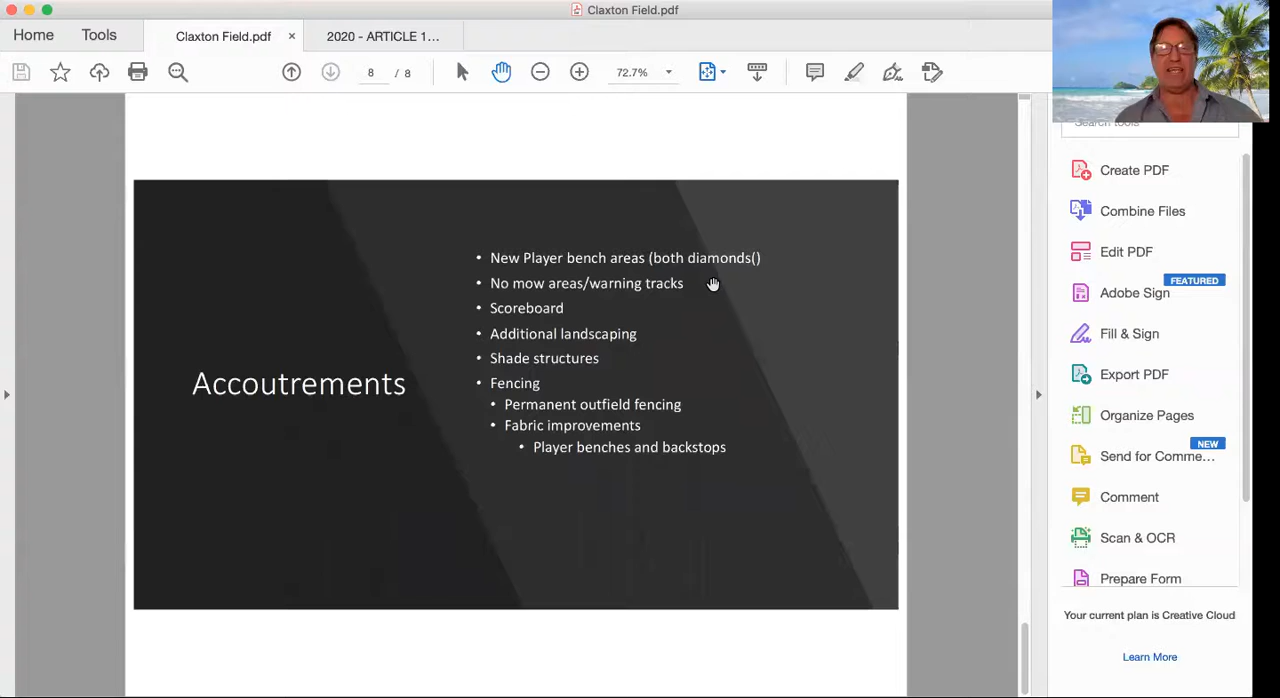 Claxton Field.pdf
Home
Tools
Claxton Field.pdf
×
2020 - ARTICLE 1...
8
/ 8
72.7%
Search tools
Create PDF
Combine Files
Edit PDF
FEATURED
Adobe Sign
Fill & Sign
Export PDF
Organize Pages
NEW
Send for Comme...
Comment
Scan & OCR
Prepare Form
Your current plan is Creative Cloud
Learn More
Accoutrements
• New Player bench areas (both diamonds()
• No mow areas/warning tracks
• Scoreboard
• Additional landscaping
• Shade structures
• Fencing
• Permanent outfield fencing
• Fabric improvements
• Player benches and backstops